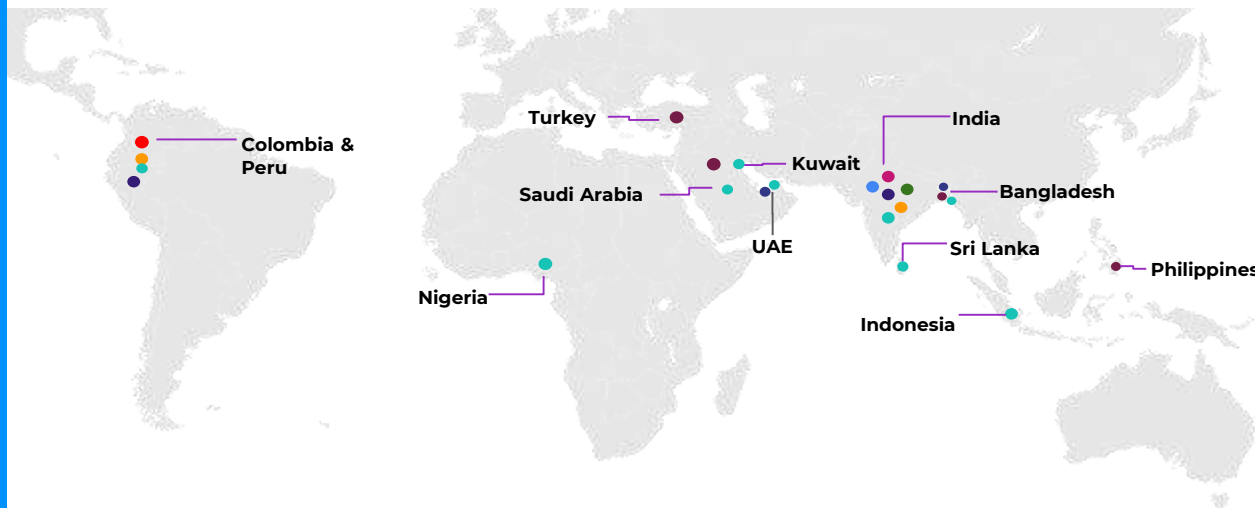 Turkey
India
Colombia &
Peru
Kuwait
Saudi Arabia
Bangladesh
UAE
Sri Lanka
Philippines
Nigeria
Indonesia